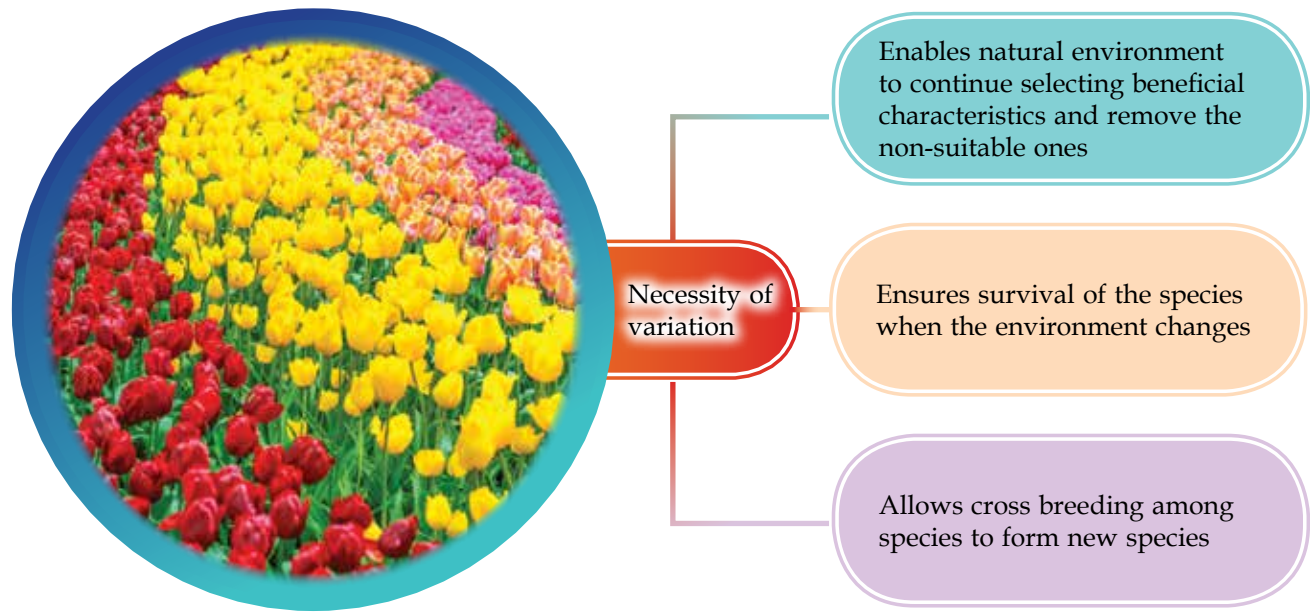 Enables natural environment
to continue selecting beneficial
characteristics and remove the
non-suitable ones
Necessity of
variation
Ensures survival of the species
when the environment changes
Allows cross breeding among
species to form new species